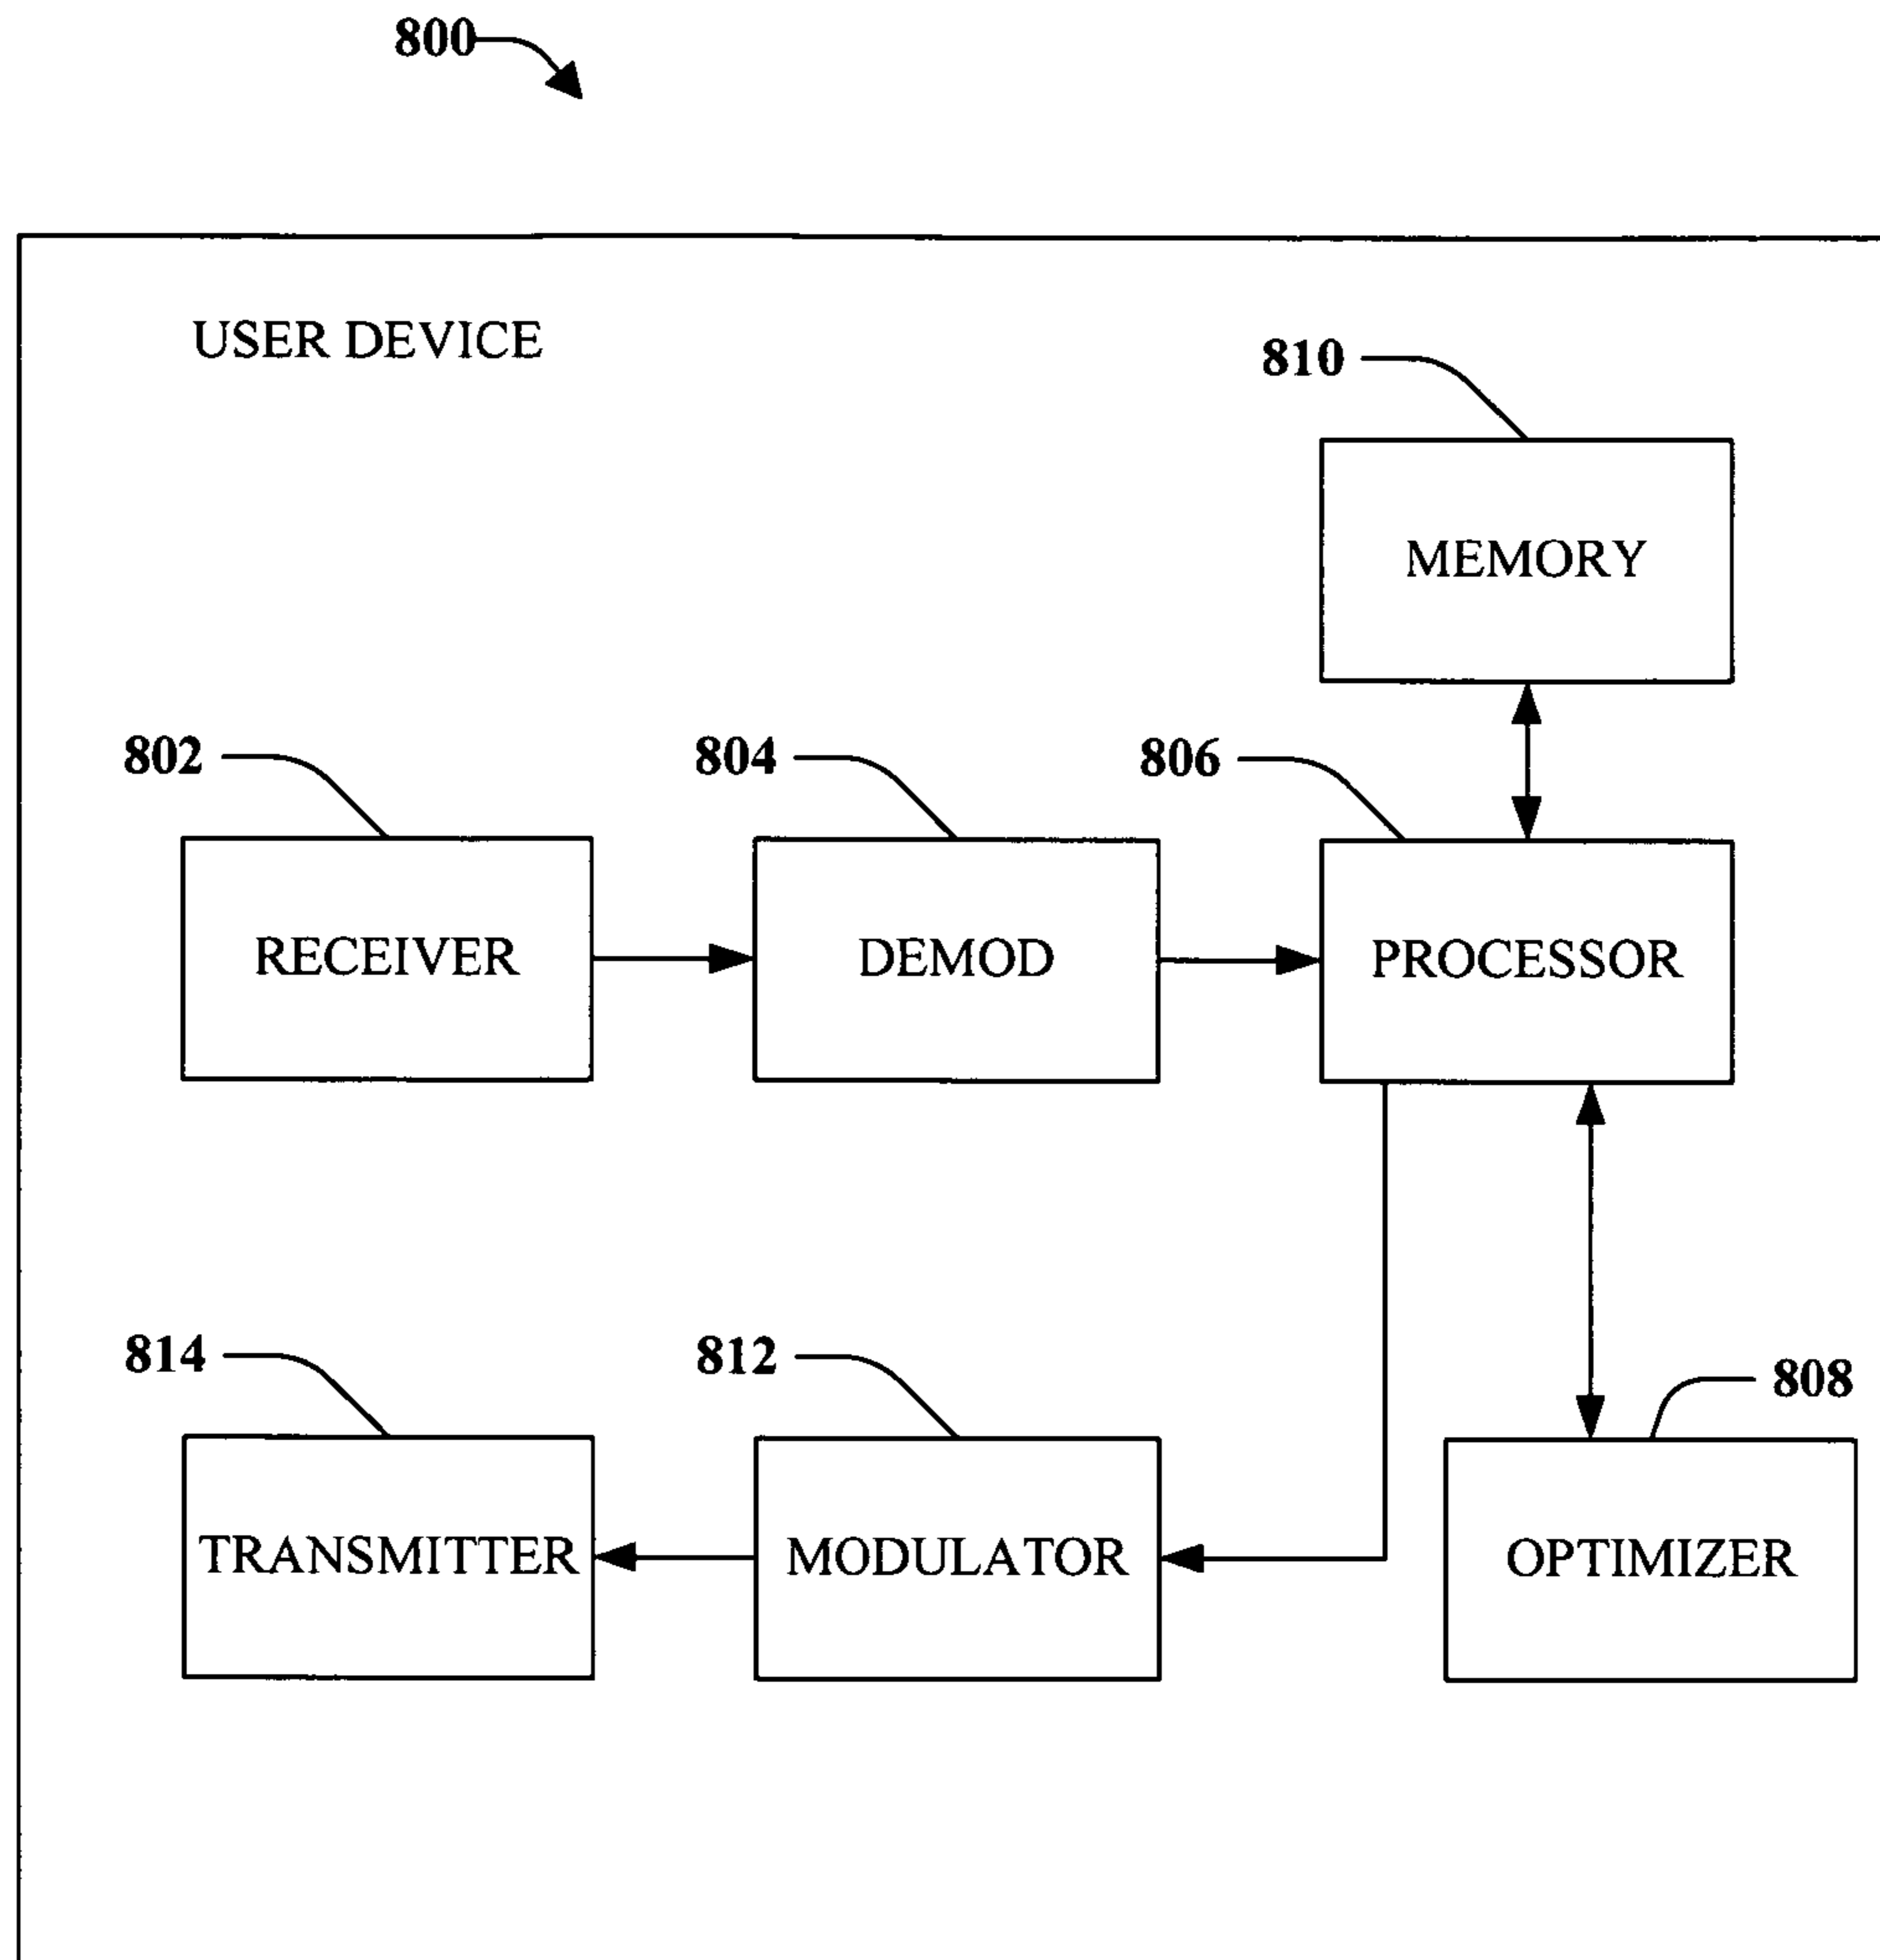 800
USER DEVICE
810
MEMORY
802
804
806
RECEIVER
DEMOD
PROCESSOR
814
812
808
TRANSMITTER
MODULATOR
OPTIMIZER